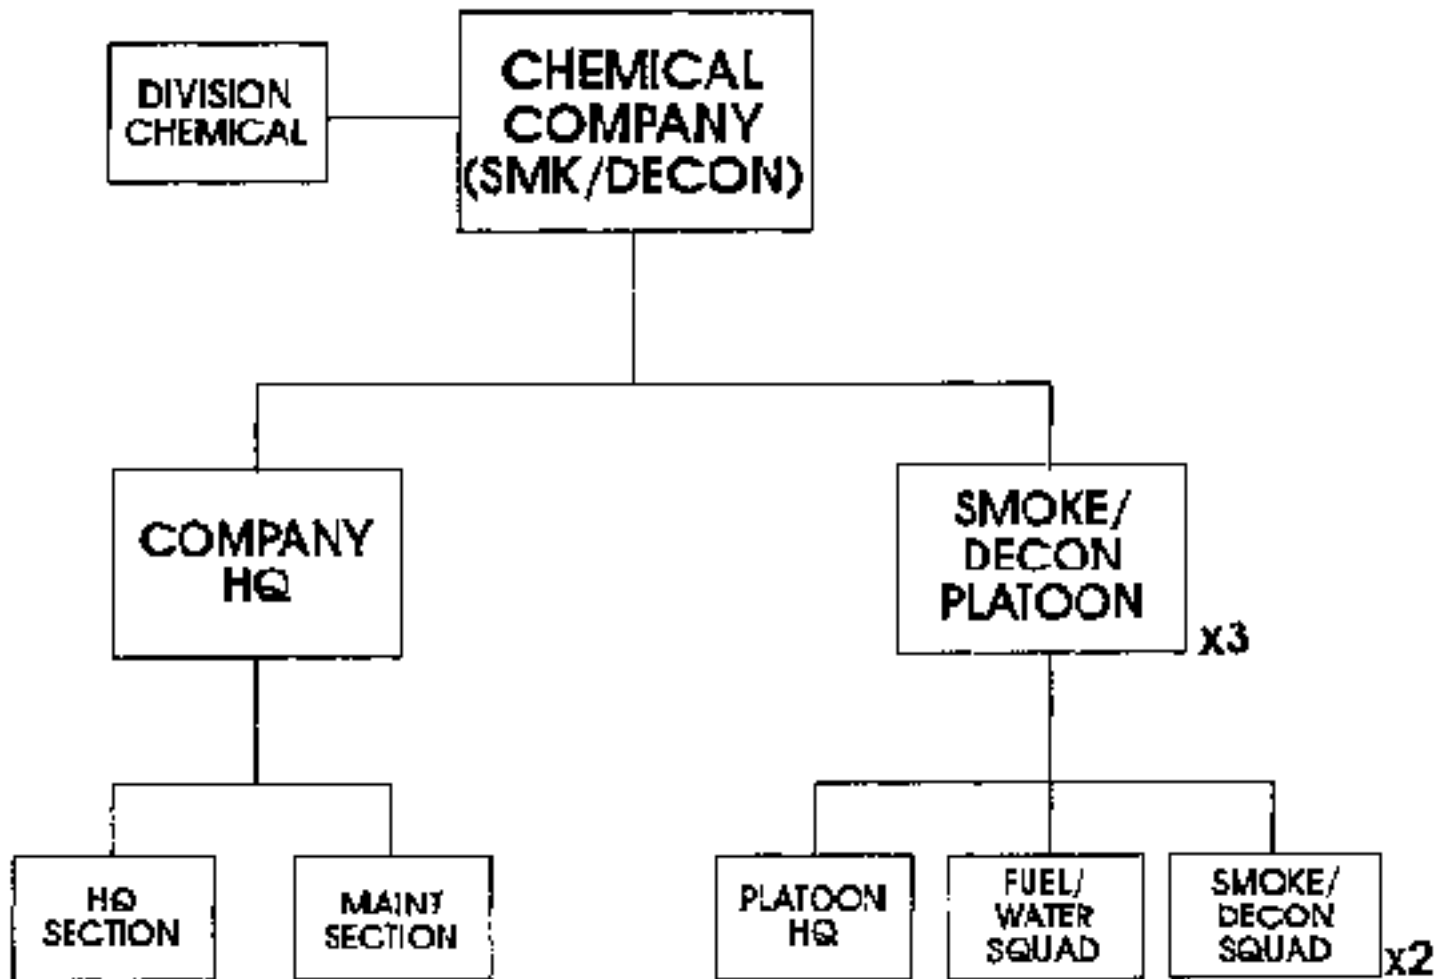 DIVISION
CHEMICAL
CHEMICAL
COMPANY
(SMK/DECON)
COMPANY
HQ
SMOKE/
DECON
PLATOON
X3
HQ
SECTION
MAINT
SECTION
PLATOON
HQ
FUEL/
WATER
SQUAD
SMOKE/
DECON
SQUAD
X2